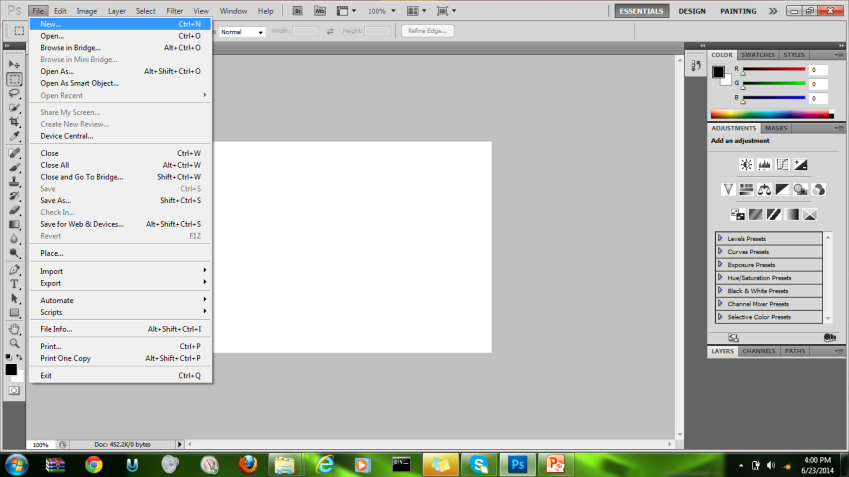 Ps File Edit Image Layer Select Filter View Window Help Br Mb 100% ESSENTIALS DESIGN PAINTING
Normal Width: Height: Refine Edge...
New... Ctrl+N
Open... Ctrl+O
Browse in Bridge... Alt+Ctrl+O
Browse in Mini Bridge...
Open As... Alt+Shift+Ctrl+O
Open As Smart Object...
Open Recent
Share My Screen...
Create New Review...
Device Central...
Close Ctrl+W
Close All Alt+Ctrl+W
Close and Go To Bridge... Shift+Ctrl+W
Save Ctrl+S
Save As... Shift+Ctrl+S
Check In...
Save for Web & Devices... Alt+Shift+Ctrl+S
Revert F12
Place...
Import
Export
Automate
Scripts
File Info... Alt+Shift+Ctrl+I
Print... Ctrl+P
Print One Copy Alt+Shift+Ctrl+P
Exit Ctrl+Q
COLOR SWATCHES STYLES
R 0
G 0
B 0
ADJUSTMENTS MASKS
Add an adjustment
Levels Presets
Curves Presets
Exposure Presets
Hue/Saturation Presets
Black & White Presets
Channel Mixer Presets
Selective Color Presets
LAYERS CHANNELS PATHS
100% Doc: 452.2K/0 bytes
Ps
4:00 PM
6/23/2014